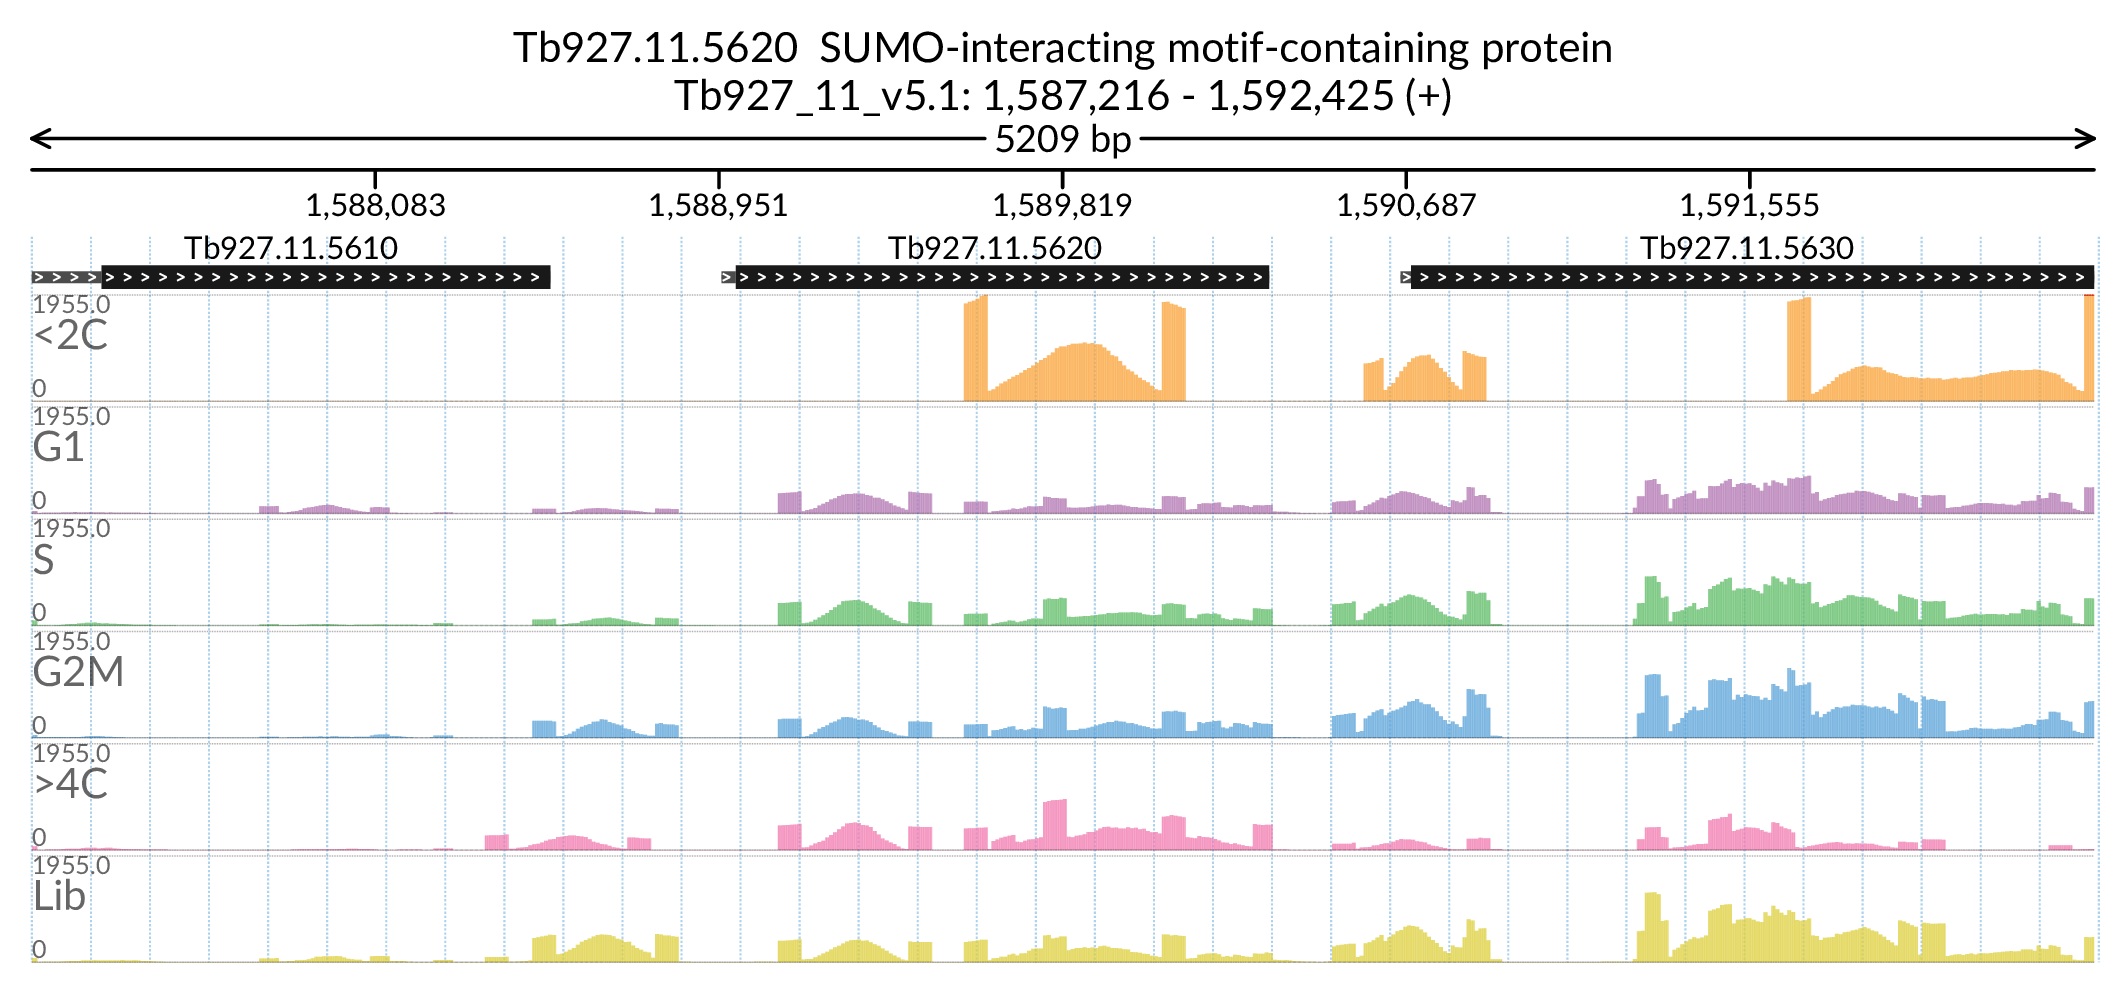 Tb927.11.5620  SUMO-interacting motif-containing protein
Tb927_11_v5.1: 1,587,216 - 1,592,425 (+)
5209 bp
1,588,083 1,588,951 1,589,819 1,590,687 1,591,555
Tb927.11.5610 Tb927.11.5620 Tb927.11.5630
1955.0
<2C
0
1955.0
G1
0
1955.0
S
0
1955.0
G2M
0
1955.0
>4C
0
1955.0
Lib
0